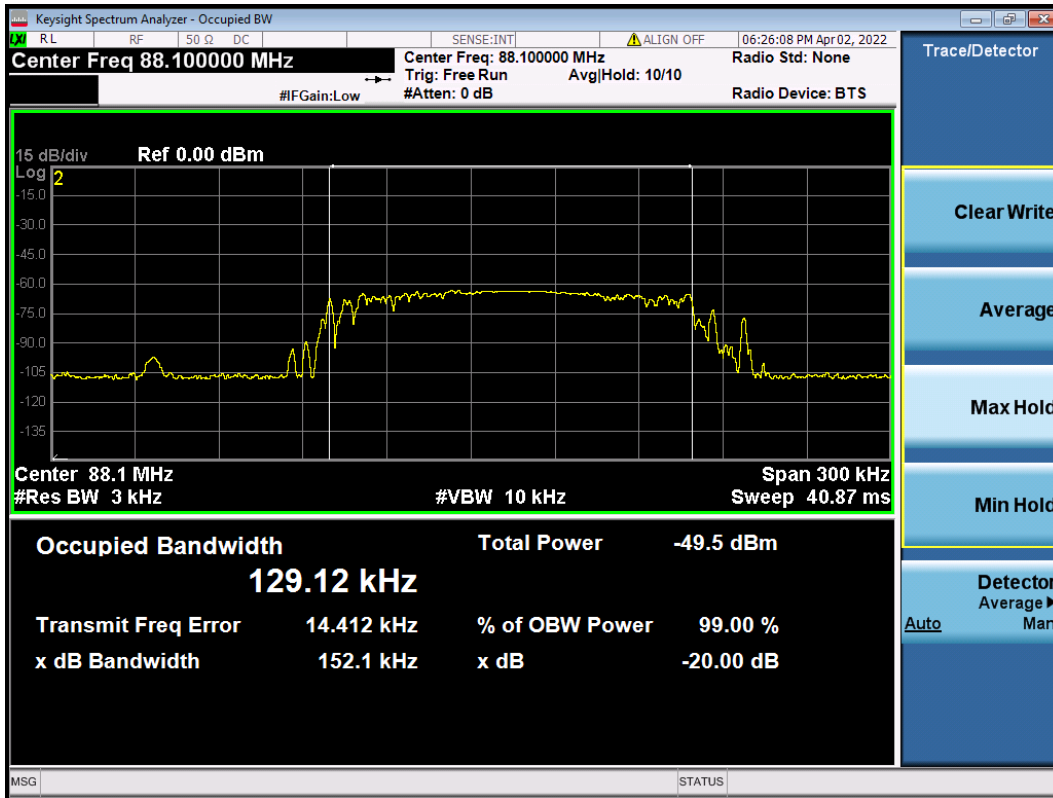 Keysight Spectrum Analyzer - Occupied BW
LXI RL RF 50 Ω DC SENSE:INT ALIGN OFF 06:26:08 PM Apr 02, 2022
Center Freq 88.100000 MHz
Center Freq: 88.100000 MHz Radio Std: None
Trig: Free Run Avg|Hold: 10/10
#IFGain:Low #Atten: 0 dB Radio Device: BTS
Trace/Detector
15 dB/div Ref 0.00 dBm
Log
2
-15.0
-30.0
-45.0
-60.0
-75.0
-90.0
-105
-120
-135
Center 88.1 MHz Span 300 kHz
#Res BW 3 kHz #VBW 10 kHz Sweep 40.87 ms
Occupied Bandwidth Total Power -49.5 dBm
129.12 kHz
Transmit Freq Error 14.412 kHz % of OBW Power 99.00 %
x dB Bandwidth 152.1 kHz x dB -20.00 dB
Clear Write
Average
Max Hold
Min Hold
Detector
Average
Auto Man
MSG STATUS